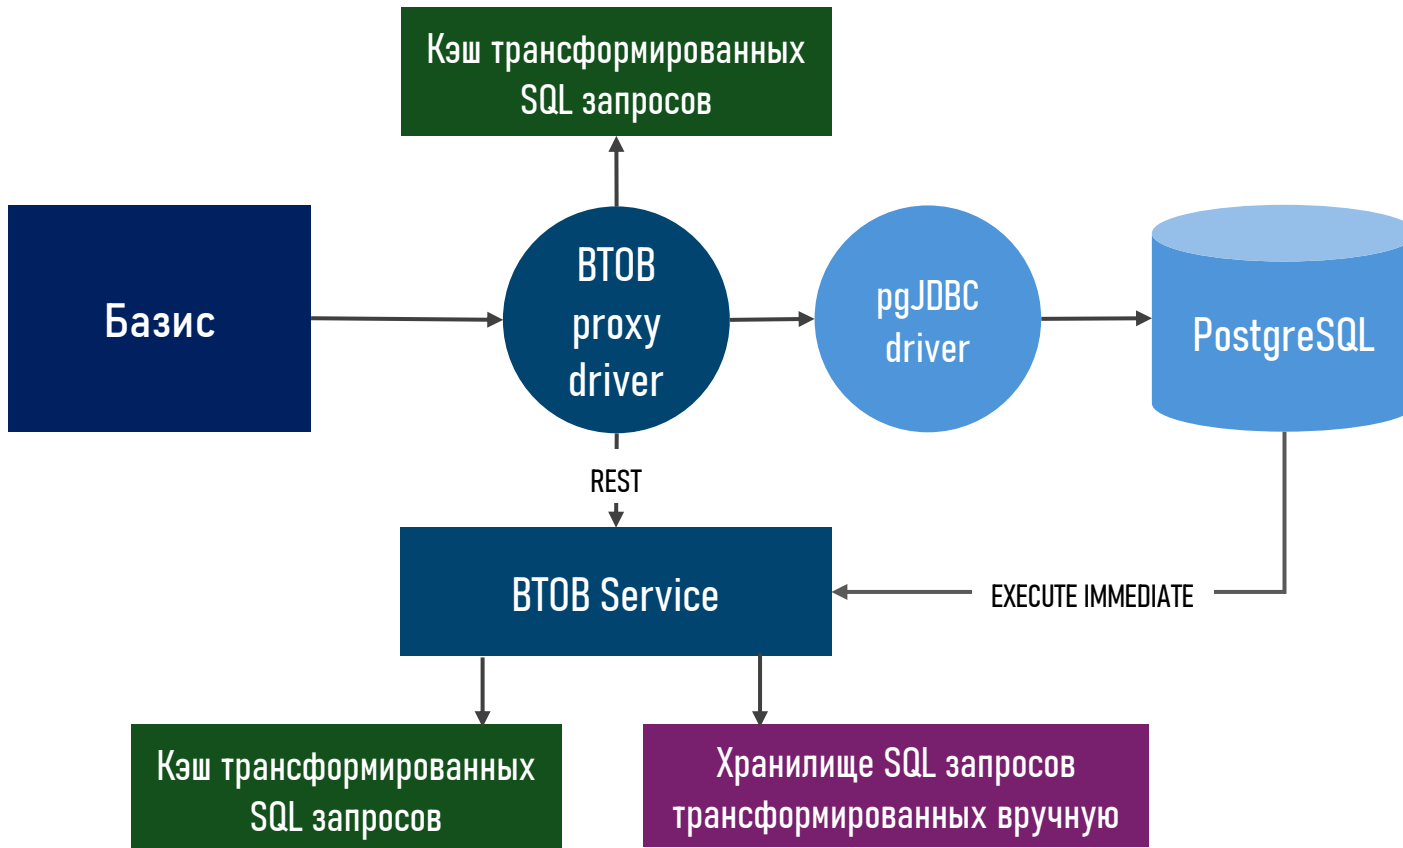 Кэш трансформированных
SQL запросов
Базис
BTOB
proxy
driver
pgJDBC
driver
PostgreSQL
REST
BTOB Service
EXECUTE IMMEDIATE
Кэш трансформированных
SQL запросов
Хранилище SQL запросов
трансформированных вручную